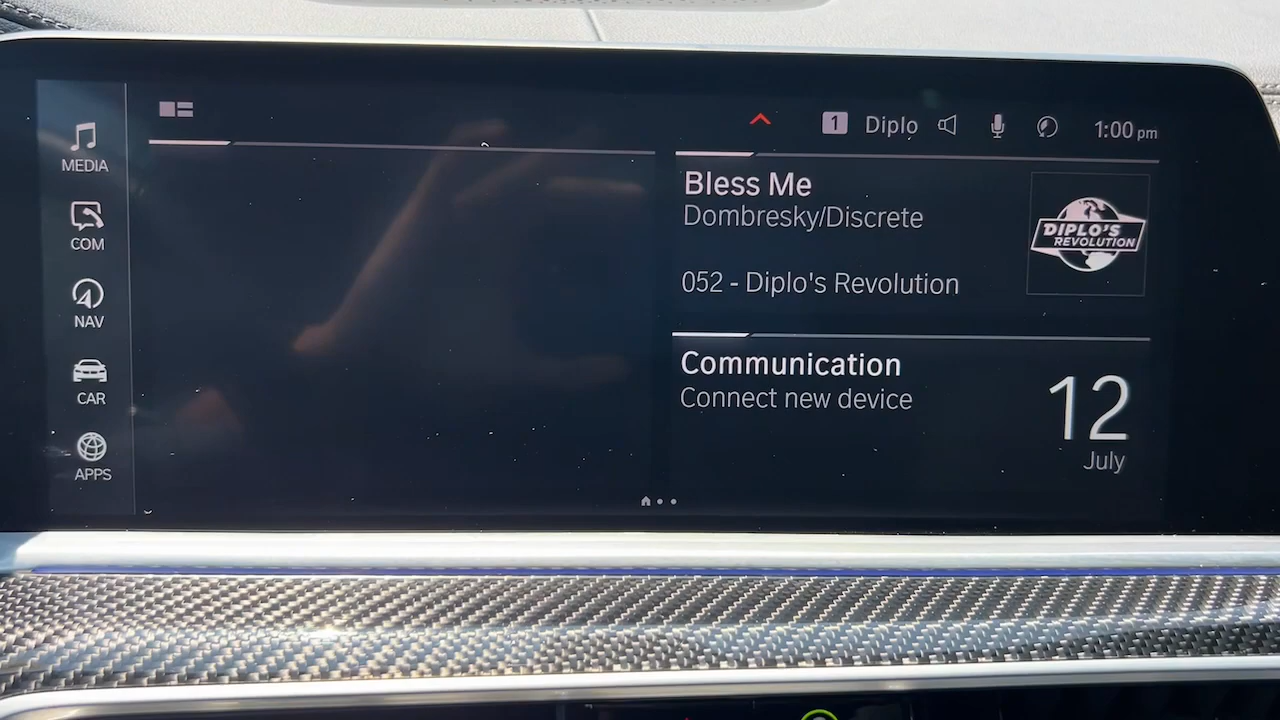 1 Diplo 1:00 pm
MEDIA
COM
NAV
CAR
APPS
Bless Me
Dombresky/Discrete
052 - Diplo's Revolution
DIPLO'S
REVOLUTION
Communication
Connect new device
12
July